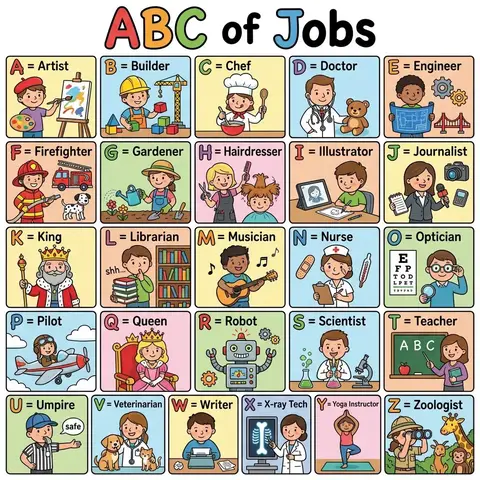 ABC of Jobs
A = Artist
B = Builder
C = Chef
D = Doctor
E = Engineer
F = Firefighter
G = Gardener
H = Hairdresser
I = Illustrator
J = Journalist
K = King
L = Librarian
shh...
M = Musician
N = Nurse
O = Optician
E
F P
T O D
L P E T
P = Pilot
Q = Queen
R = Robot
S = Scientist
T = Teacher
A B C
U = Umpire
safe
V = Veterinarian
W = Writer
X = X-ray Tech
Y = Yoga Instructor
Z = Zoologist